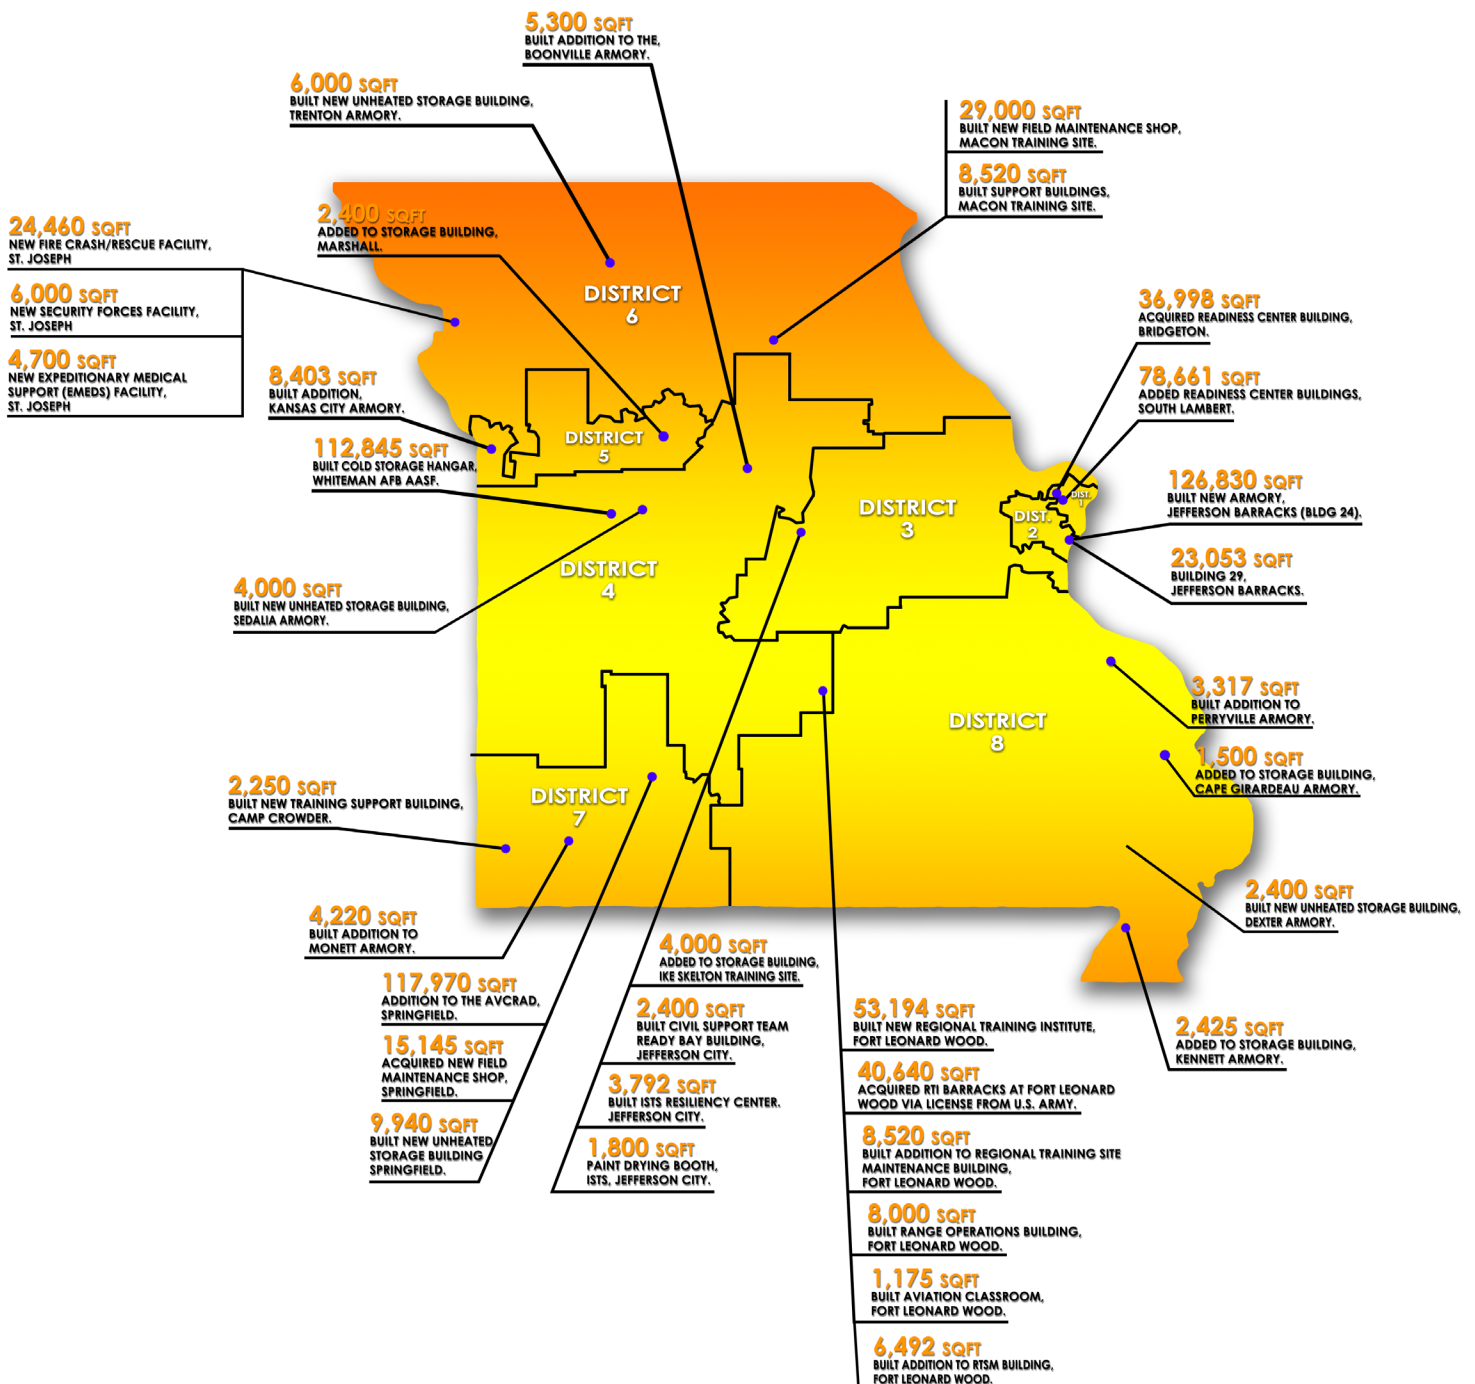 5,300 SQFT
BUILT ADDITION TO THE,
BOONVILLE ARMORY.
6,000 SQFT
BUILT NEW UNHEATED STORAGE BUILDING,
TRENTON ARMORY.
29,000 SQFT
BUILT NEW FIELD MAINTENANCE SHOP,
MACON TRAINING SITE.
8,520 SQFT
BUILT SUPPORT BUILDINGS,
MACON TRAINING SITE.
2,400 SQFT
ADDED TO STORAGE BUILDING,
MARSHALL.
24,460 SQFT
NEW FIRE CRASH/RESCUE FACILITY,
ST. JOSEPH
6,000 SQFT
NEW SECURITY FORCES FACILITY,
ST. JOSEPH
4,700 SQFT
NEW EXPEDITIONARY MEDICAL
SUPPORT (EMEDS) FACILITY,
ST. JOSEPH
DISTRICT
6
36,998 SQFT
ACQUIRED READINESS CENTER BUILDING,
BRIDGETON.
78,661 SQFT
ADDED READINESS CENTER BUILDINGS,
SOUTH LAMBERT.
8,403 SQFT
BUILT ADDITION,
KANSAS CITY ARMORY.
DISTRICT
5
112,845 SQFT
BUILT COLD STORAGE HANGAR,
WHITEMAN AFB AASF.
DISTRICT
3
DIST.
1
DIST.
2
126,830 SQFT
BUILT NEW ARMORY,
JEFFERSON BARRACKS (BLDG 24).
23,053 SQFT
BUILDING 29,
JEFFERSON BARRACKS.
DISTRICT
4
4,000 SQFT
BUILT NEW UNHEATED STORAGE BUILDING,
SEDALIA ARMORY.
3,317 SQFT
BUILT ADDITION TO
PERRYVILLE ARMORY.
DISTRICT
8
1,500 SQFT
ADDED TO STORAGE BUILDING,
CAPE GIRARDEAU ARMORY.
2,250 SQFT
BUILT NEW TRAINING SUPPORT BUILDING,
CAMP CROWDER.
DISTRICT
7
2,400 SQFT
BUILT NEW UNHEATED STORAGE BUILDING,
DEXTER ARMORY.
4,220 SQFT
BUILT ADDITION TO
MONETT ARMORY.
117,970 SQFT
ADDITION TO THE AVCRAD,
SPRINGFIELD.
15,145 SQFT
ACQUIRED NEW FIELD
MAINTENANCE SHOP,
SPRINGFIELD.
9,940 SQFT
BUILT NEW UNHEATED
STORAGE BUILDING
SPRINGFIELD.
4,000 SQFT
ADDED TO STORAGE BUILDING,
IKE SKELTON TRAINING SITE.
2,400 SQFT
BUILT CIVIL SUPPORT TEAM
READY BAY BUILDING,
JEFFERSON CITY.
3,792 SQFT
BUILT ISTS RESILIENCY CENTER.
JEFFERSON CITY.
1,800 SQFT
PAINT DRYING BOOTH,
ISTS, JEFFERSON CITY.
53,194 SQFT
BUILT NEW REGIONAL TRAINING INSTITUTE,
FORT LEONARD WOOD.
40,640 SQFT
ACQUIRED RTI BARRACKS AT FORT LEONARD
WOOD VIA LICENSE FROM U.S. ARMY.
8,520 SQFT
BUILT ADDITION TO REGIONAL TRAINING SITE
MAINTENANCE BUILDING,
FORT LEONARD WOOD.
8,000 SQFT
BUILT RANGE OPERATIONS BUILDING,
FORT LEONARD WOOD.
1,175 SQFT
BUILT AVIATION CLASSROOM,
FORT LEONARD WOOD.
6,492 SQFT
BUILT ADDITION TO RTSM BUILDING,
FORT LEONARD WOOD.
2,425 SQFT
ADDED TO STORAGE BUILDING,
KENNETT ARMORY.